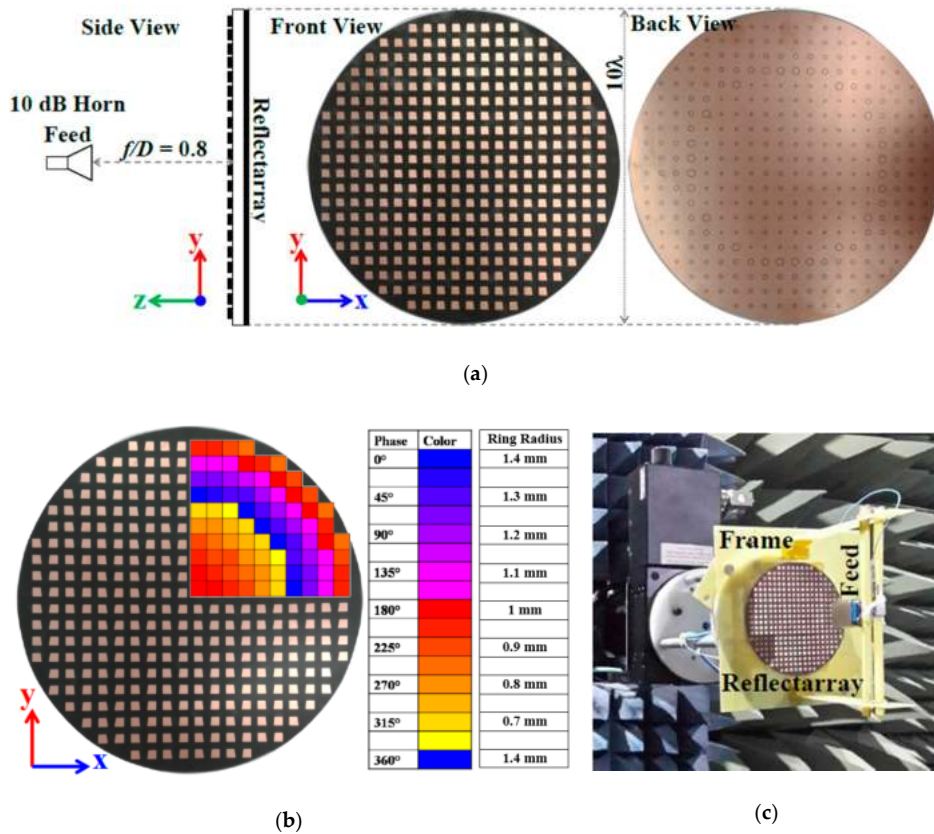 Side View
Front View
Back View
10 dB Horn
Feed
f/D = 0.8
Reflectarray
10λ
y
z
y
x
(a)
Phase Color Ring Radius
0° 1.4 mm
45° 1.3 mm
90° 1.2 mm
135° 1.1 mm
180° 1 mm
225° 0.9 mm
270° 0.8 mm
315° 0.7 mm
360° 1.4 mm
y
x
(b)
Frame
Feed
Reflectarray
(c)